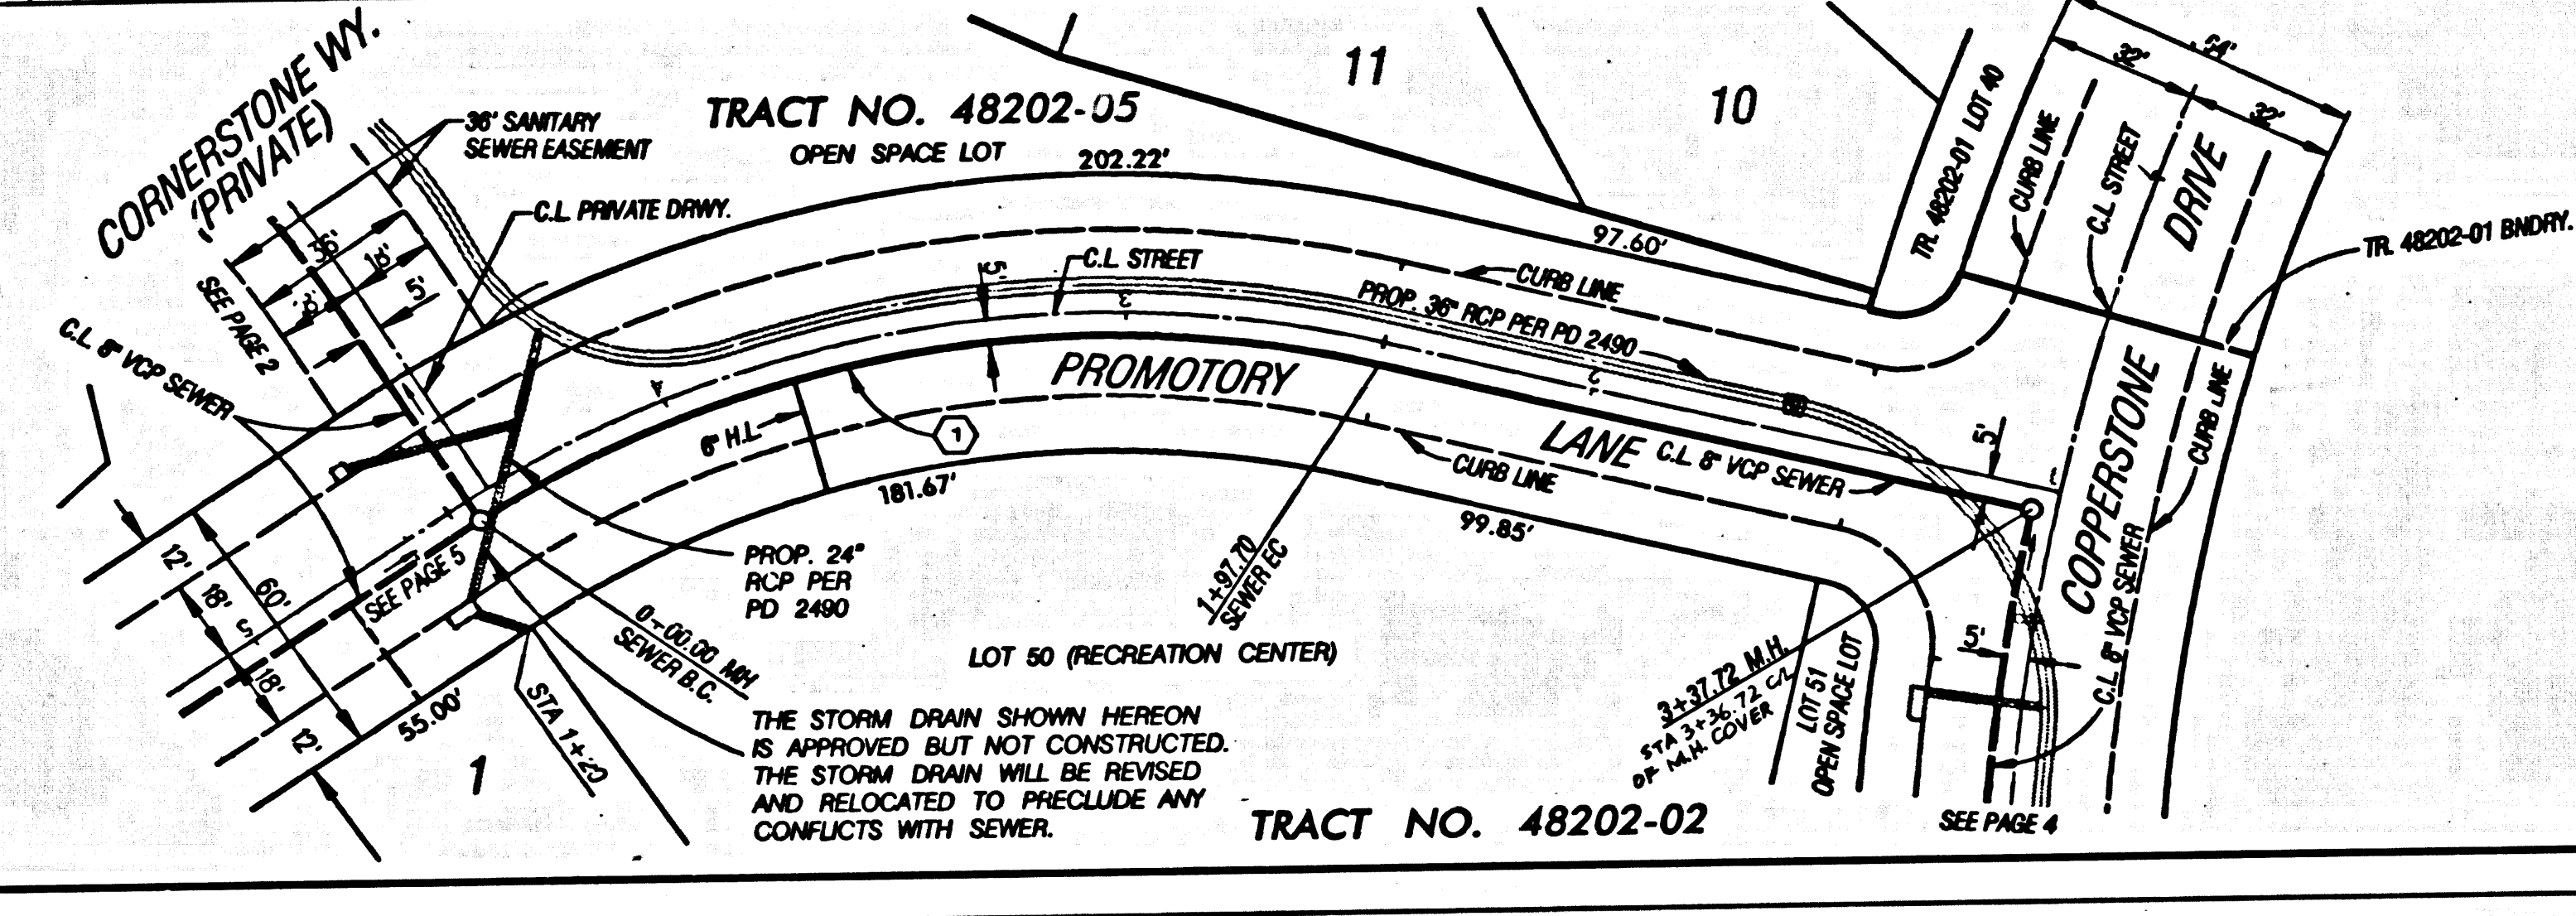 CORNERSTONE WY.
(PRIVATE)
36' SANITARY
SEWER EASEMENT
TRACT NO. 48202-05
OPEN SPACE LOT
202.22'
11
10
TR. 48202-01 LOT 40
CURB LINE
C.L. STREET
DRIVE
32'
64'
32'
TR. 48202-01 BNDRY.
C.L. PRIVATE DRWY.
36'
18'
5'
SEE PAGE 2
C.L. 8" VCP SEWER
5'
C.L. STREET
97.60'
CURB LINE
PROP. 36" RCP PER PD 2490
3
4
2
PROMOTORY
LANE
6" H.L.
1
181.67'
CURB LINE
C.L. 8" VCP SEWER
5'
99.85'
COPPERSTONE
CURB LINE
C.L. 8" VCP SEWER
12'
18'
60'
5
18'
12'
SEE PAGE 5
55.00'
PROP. 24"
RCP PER
PD 2490
0+00.00 MH
SEWER B.C.
STA 1+20
1
1+97.70
SEWER EC
LOT 50 (RECREATION CENTER)
THE STORM DRAIN SHOWN HEREON
IS APPROVED BUT NOT CONSTRUCTED.
THE STORM DRAIN WILL BE REVISED
AND RELOCATED TO PRECLUDE ANY
CONFLICTS WITH SEWER.
3+37.72 M.H.
STA 3+36.72 C/L
OF M.H. COVER
LOT 51
OPEN SPACE LOT
5'
TRACT NO. 48202-02
SEE PAGE 4